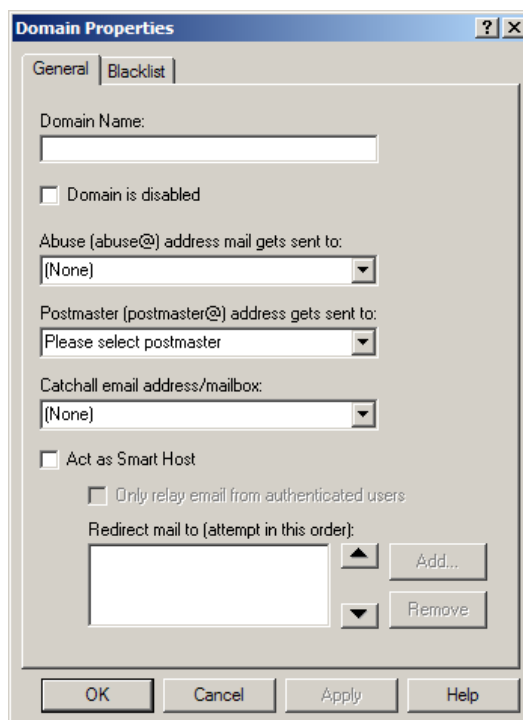 Domain Properties
General
Blacklist
Domain Name:
Domain is disabled
Abuse (abuse@) address mail gets sent to:
(None)
Postmaster (postmaster@) address gets sent to:
Please select postmaster
Catchall email address/mailbox:
(None)
Act as Smart Host
Only relay email from authenticated users
Redirect mail to (attempt in this order):
Add...
Remove
OK Cancel Apply Help